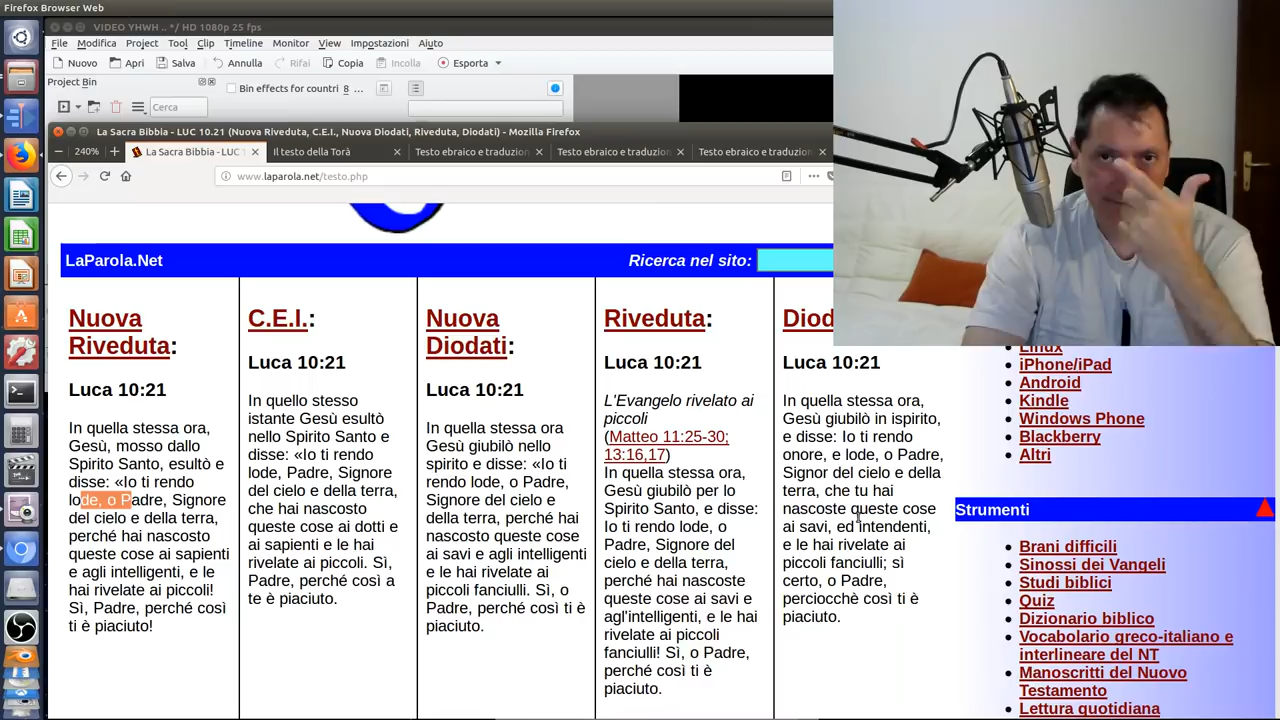 Firefox Browser Web
VIDEO YHWH .. */ HD 1080p 25 fps
File Modifica Project Tool Clip Timeline Monitor View Impostazioni Aiuto
Nuovo Apri Salva Annulla Rifai Copia Incolla Esporta
Project Bin
Bin effects for countri 8 ...
Cerca
La Sacra Bibbia - LUC 10.21 (Nuova Riveduta, C.E.I., Nuova Diodati, Riveduta, Diodati) - Mozilla Firefox
240%
La Sacra Bibbia - LUC
Il testo della Torà
Testo ebraico e traduzion
Testo ebraico e traduzion
Testo ebraico e traduzion
www.laparola.net/testo.php
LaParola.Net
Ricerca nel sito:
Nuova
Riveduta:
Luca 10:21
In quella stessa ora,
Gesù, mosso dallo
Spirito Santo, esultò e
disse: «Io ti rendo
lode, o Padre, Signore
del cielo e della terra,
perché hai nascosto
queste cose ai sapienti
e agli intelligenti, e le
hai rivelate ai piccoli!
Sì, Padre, perché così
ti è piaciuto!
C.E.I.:
Luca 10:21
In quello stesso
istante Gesù esultò
nello Spirito Santo e
disse: «Io ti rendo
lode, Padre, Signore
del cielo e della terra,
che hai nascosto
queste cose ai dotti e
ai sapienti e le hai
rivelate ai piccoli. Sì,
Padre, perché così a
te è piaciuto.
Nuova
Diodati:
Luca 10:21
In quella stessa ora
Gesù giubilò nello
spirito e disse: «Io ti
rendo lode, o Padre,
Signore del cielo e
della terra, perché hai
nascosto queste cose
ai savi e agli intelligenti
e le hai rivelate ai
piccoli fanciulli. Sì, o
Padre, perché così ti è
piaciuto.
Riveduta:
Luca 10:21
L'Evangelo rivelato ai
piccoli
(Matteo 11:25-30;
13:16,17)
In quella stessa ora,
Gesù giubilò per lo
Spirito Santo, e disse:
Io ti rendo lode, o
Padre, Signore del
cielo e della terra,
perché hai nascoste
queste cose ai savi e
agl'intelligenti, e le hai
rivelate ai piccoli
fanciulli! Sì, o Padre,
perché così ti è
piaciuto.
Diod
Luca 10:21
In quella stessa ora,
Gesù giubilò in ispirito,
e disse: Io ti rendo
onore, e lode, o Padre,
Signor del cielo e della
terra, che tu hai
nascoste queste cose
ai savi, ed intendenti,
e le hai rivelate ai
piccoli fanciulli; sì
certo, o Padre,
perciocchè così ti è
piaciuto.
Linux
iPhone/iPad
Android
Kindle
Windows Phone
Blackberry
Altri
Strumenti
Brani difficili
Sinossi dei Vangeli
Studi biblici
Quiz
Dizionario biblico
Vocabolario greco-italiano e
interlineare del NT
Manoscritti del Nuovo
Testamento
Lettura quotidiana